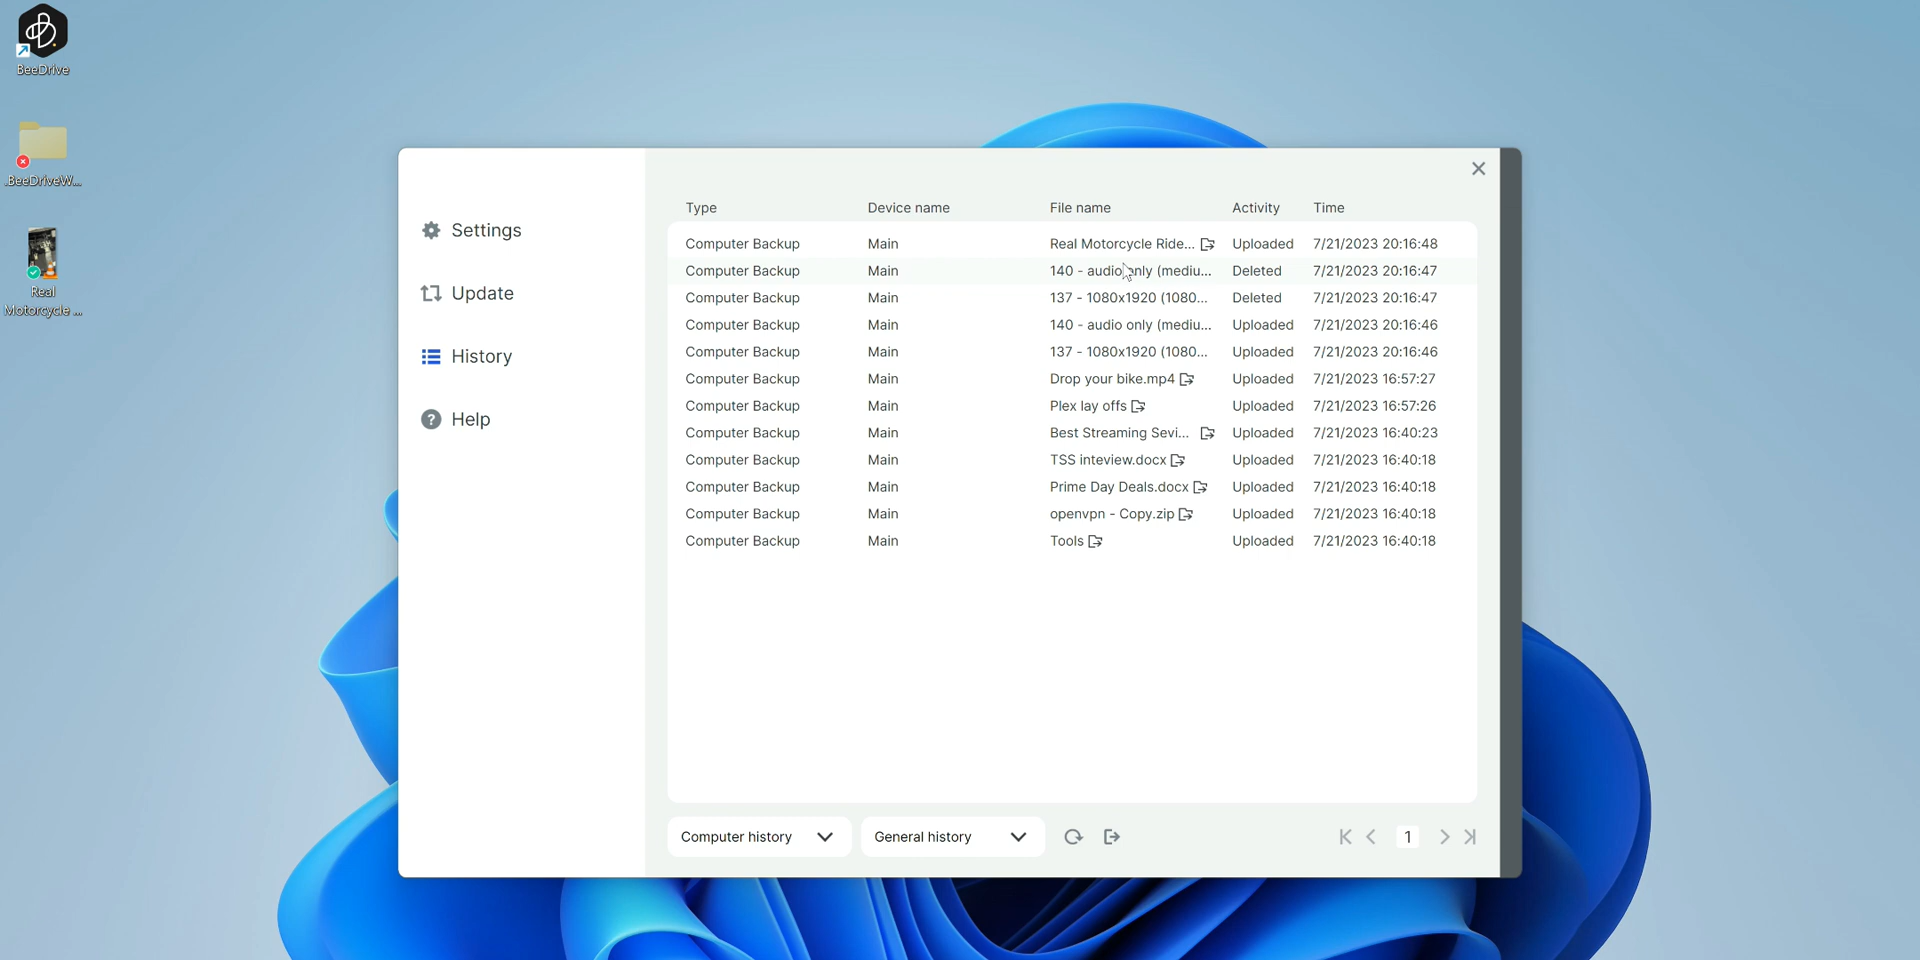 BeeDrive
.BeeDriveW...
Real
Motorcycle ...
Settings
Update
History
Help
Type Device name File name Activity Time
Computer Backup Main Real Motorcycle Ride... Uploaded 7/21/2023 20:16:48
Computer Backup Main 140 - audio only (mediu... Deleted 7/21/2023 20:16:47
Computer Backup Main 137 - 1080x1920 (1080... Deleted 7/21/2023 20:16:47
Computer Backup Main 140 - audio only (mediu... Uploaded 7/21/2023 20:16:46
Computer Backup Main 137 - 1080x1920 (1080... Uploaded 7/21/2023 20:16:46
Computer Backup Main Drop your bike.mp4 Uploaded 7/21/2023 16:57:27
Computer Backup Main Plex lay offs Uploaded 7/21/2023 16:57:26
Computer Backup Main Best Streaming Sevi... Uploaded 7/21/2023 16:40:23
Computer Backup Main TSS inteview.docx Uploaded 7/21/2023 16:40:18
Computer Backup Main Prime Day Deals.docx Uploaded 7/21/2023 16:40:18
Computer Backup Main openvpn - Copy.zip Uploaded 7/21/2023 16:40:18
Computer Backup Main Tools Uploaded 7/21/2023 16:40:18
Computer history General history 1